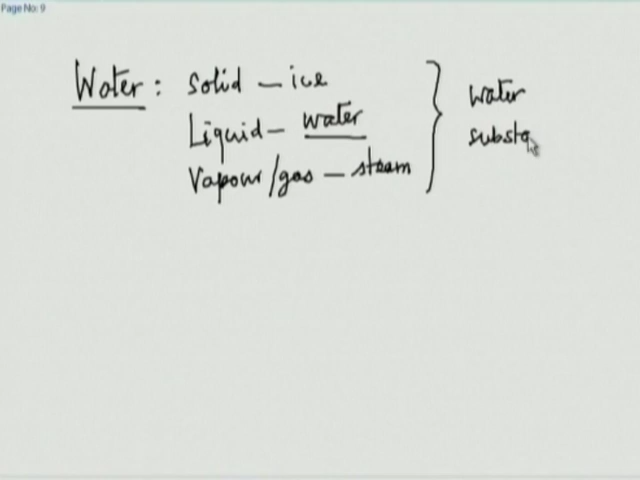 Page No: 9
Water : Solid – ice
Liquid – water
Vapour/gas – steam
water
substa